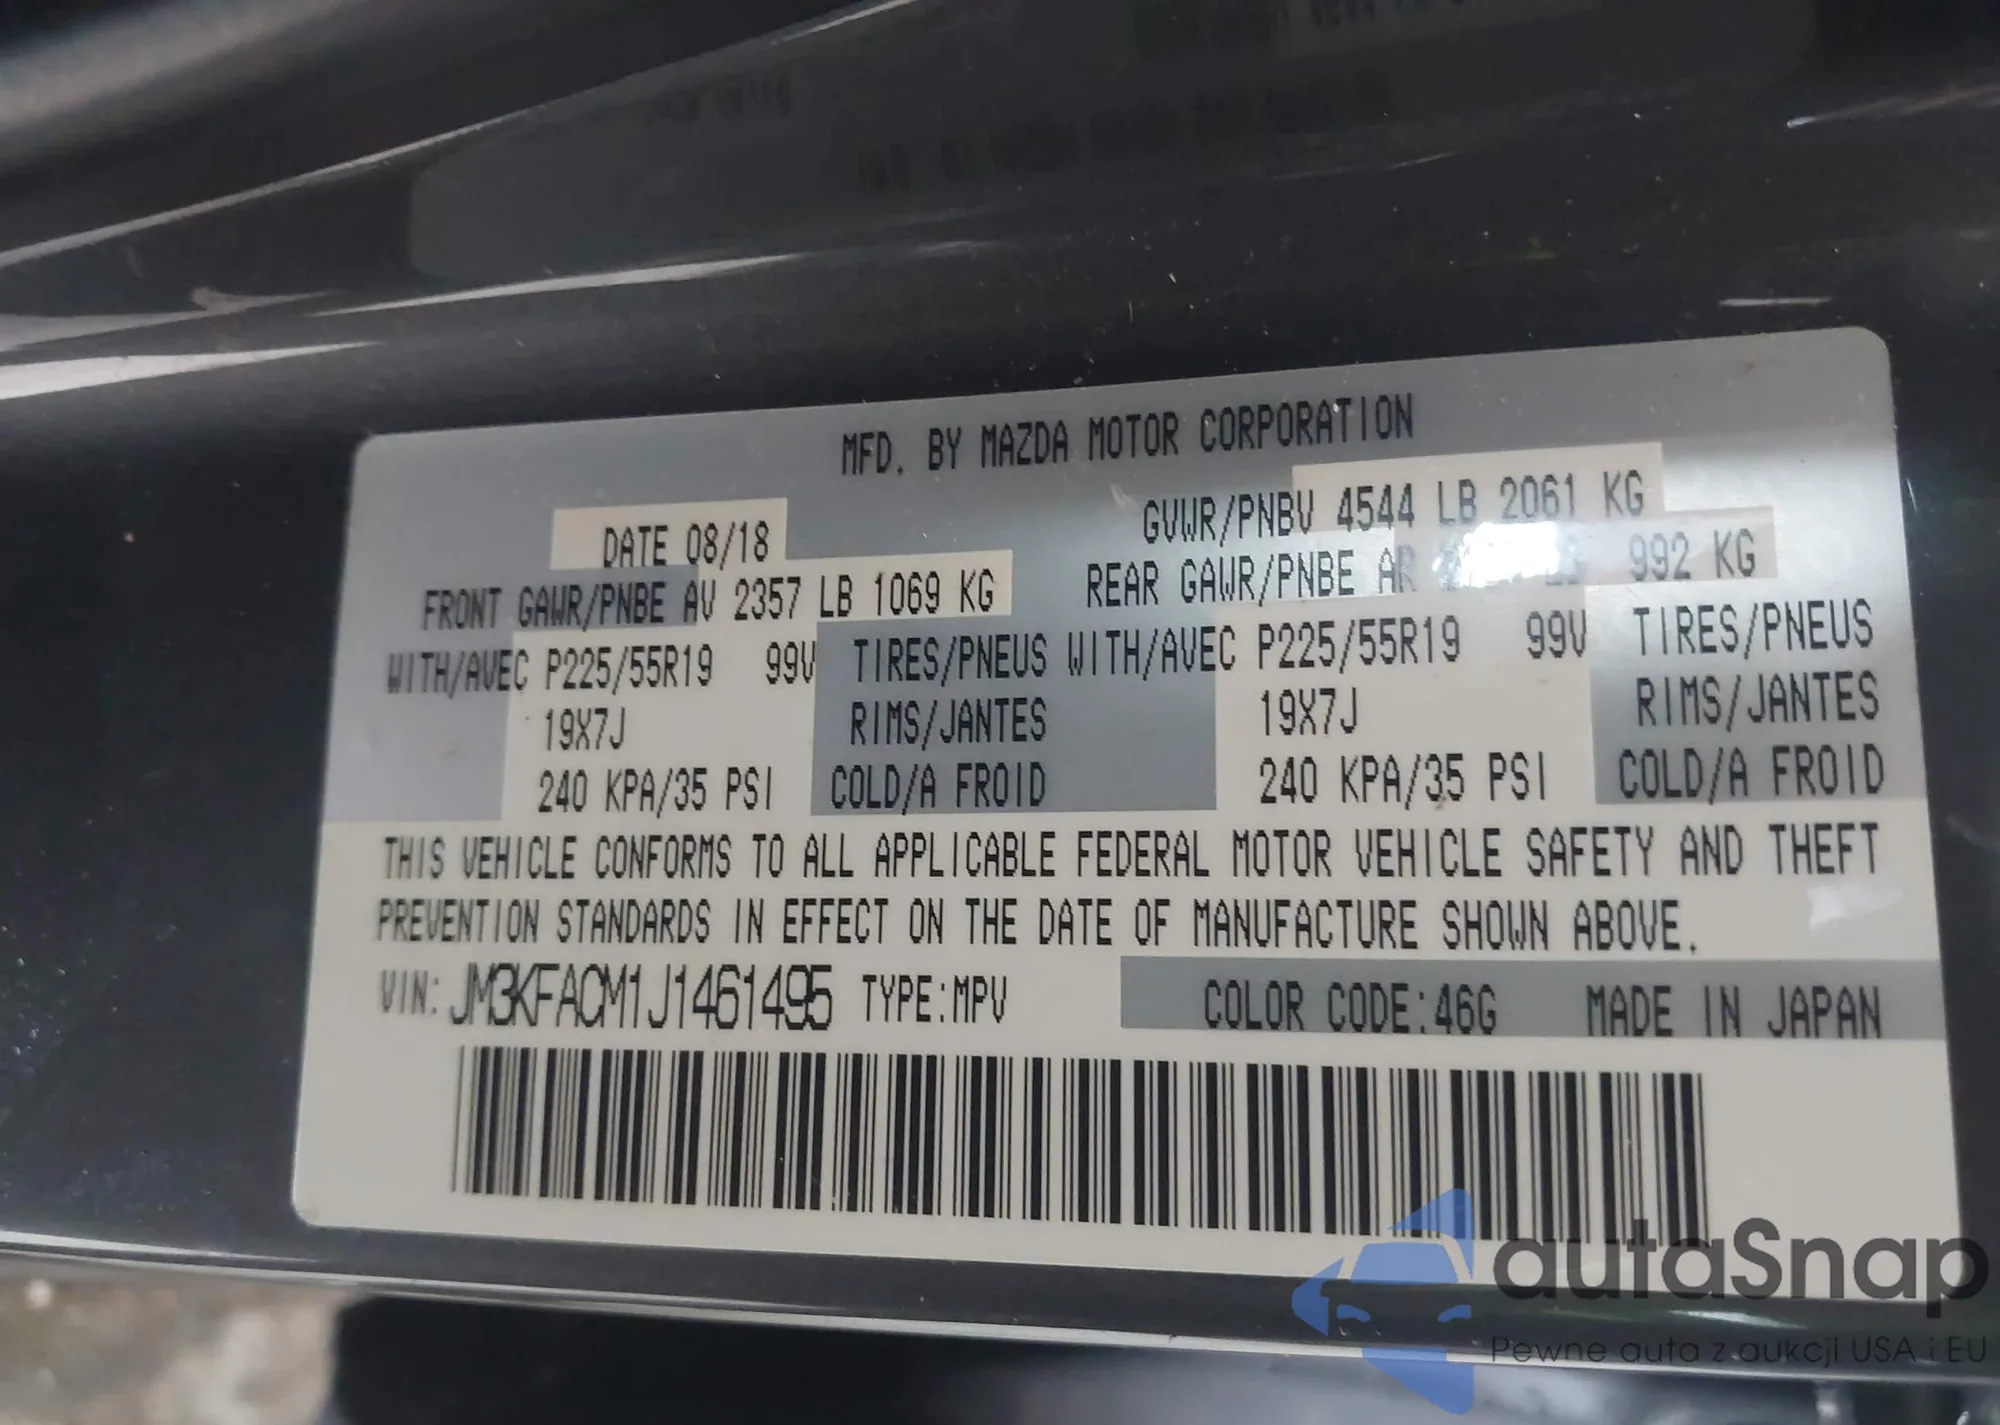 MFD. BY MAZDA MOTOR CORPORATION
DATE 08/18
GVWR/PNBV 4544 LB 2061 KG
FRONT GAWR/PNBE AV 2357 LB 1069 KG
REAR GAWR/PNBE AR 992 KG
WITH/AVEC P225/55R19 99V TIRES/PNEUS WITH/AVEC P225/55R19 99V TIRES/PNEUS
19X7J RIMS/JANTES 19X7J RIMS/JANTES
240 KPA/35 PSI COLD/A FROID 240 KPA/35 PSI COLD/A FROID
THIS VEHICLE CONFORMS TO ALL APPLICABLE FEDERAL MOTOR VEHICLE SAFETY AND THEFT
PREVENTION STANDARDS IN EFFECT ON THE DATE OF MANUFACTURE SHOWN ABOVE.
VIN: JM3KFACM1J1461495 TYPE:MPV COLOR CODE:46G MADE IN JAPAN
autaSnap
Pewne auta z aukcji USA i EU